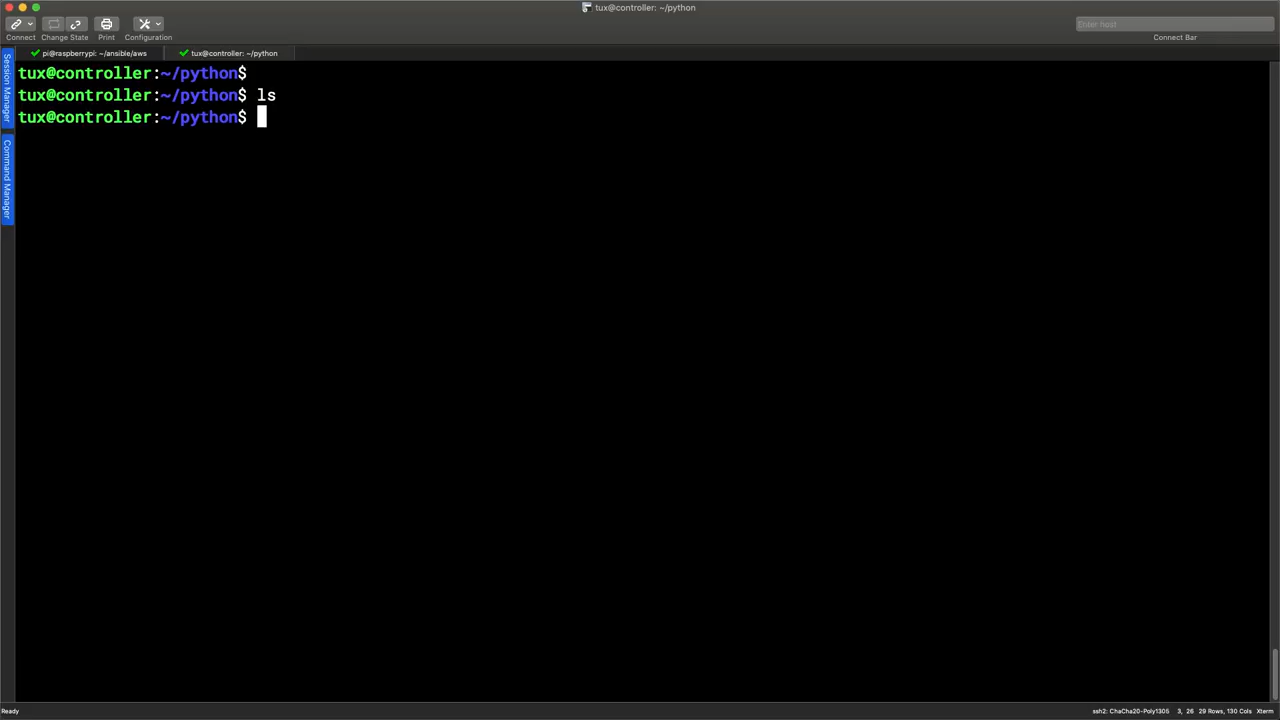 tux@controller: ~/python
Connect
Change State
Print
Configuration
Enter host
Connect Bar
pi@raspberrypi: ~/ansible/aws
tux@controller: ~/python
Session Manager
Command Manager
tux@controller:~/python$
tux@controller:~/python$ ls
tux@controller:~/python$
Ready
ssh2: ChaCha20-Poly1305 3, 26 29 Rows, 130 Cols Xterm